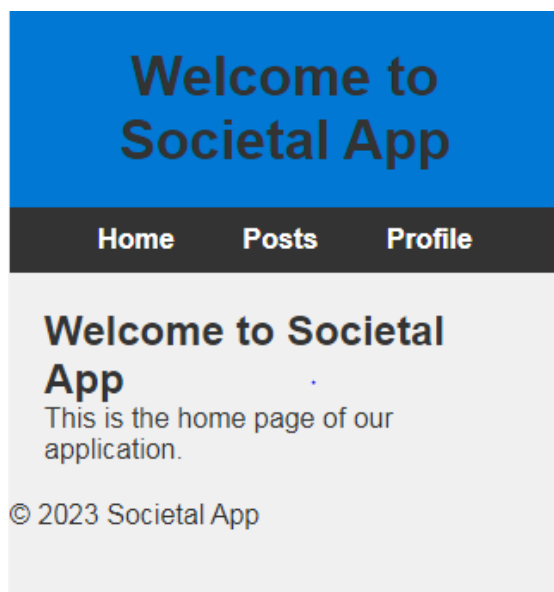 Welcome to
Societal App
Home Posts Profile
Welcome to Societal
App
This is the home page of our
application.
© 2023 Societal App